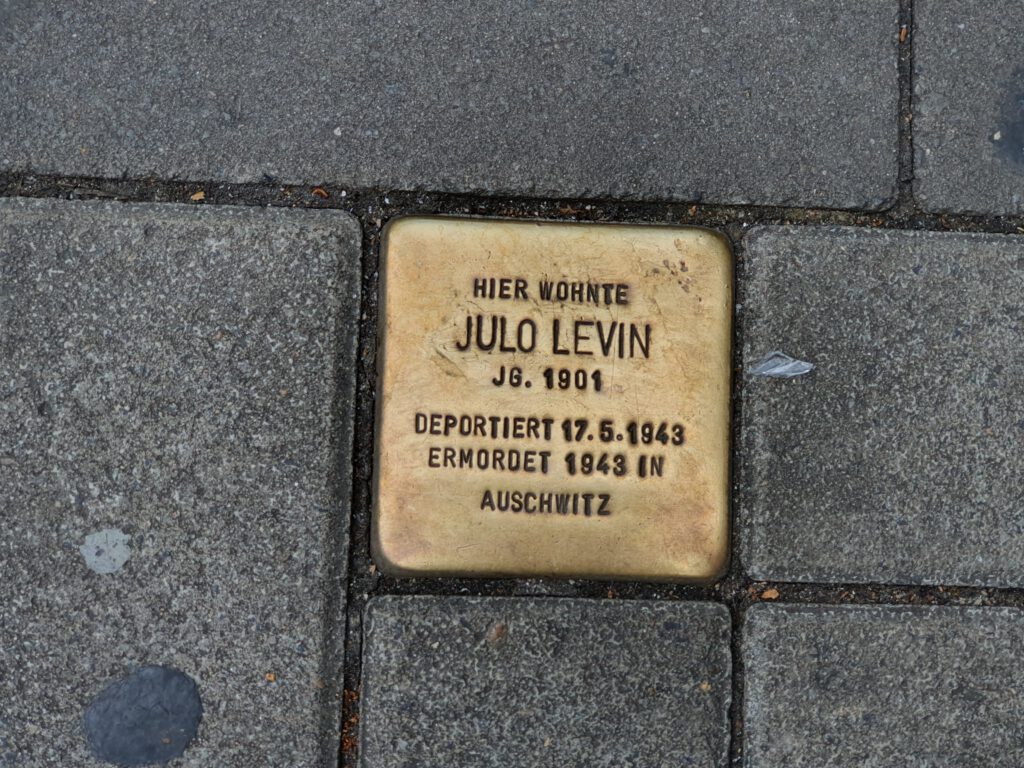 HIER WOHNTE
JULO LEVIN
JG. 1901
DEPORTIERT 17.5.1943
ERMORDET 1943 IN
AUSCHWITZ